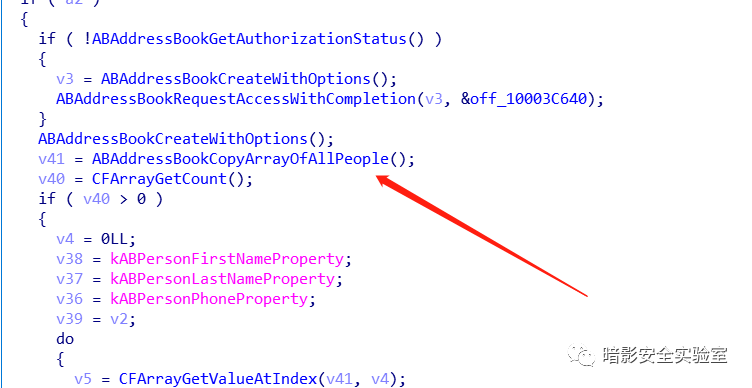 if ( a2 )
{
if ( !ABAddressBookGetAuthorizationStatus() )
{
v3 = ABAddressBookCreateWithOptions();
ABAddressBookRequestAccessWithCompletion(v3, &off_10003C640);
}
ABAddressBookCreateWithOptions();
v41 = ABAddressBookCopyArrayOfAllPeople();
v40 = CFArrayGetCount();
if ( v40 > 0 )
{
v4 = 0LL;
v38 = kABPersonFirstNameProperty;
v37 = kABPersonLastNameProperty;
v36 = kABPersonPhoneProperty;
v39 = v2;
do
{
v5 = CFArrayGetValueAtIndex(v41, v4);
暗影安全实验室